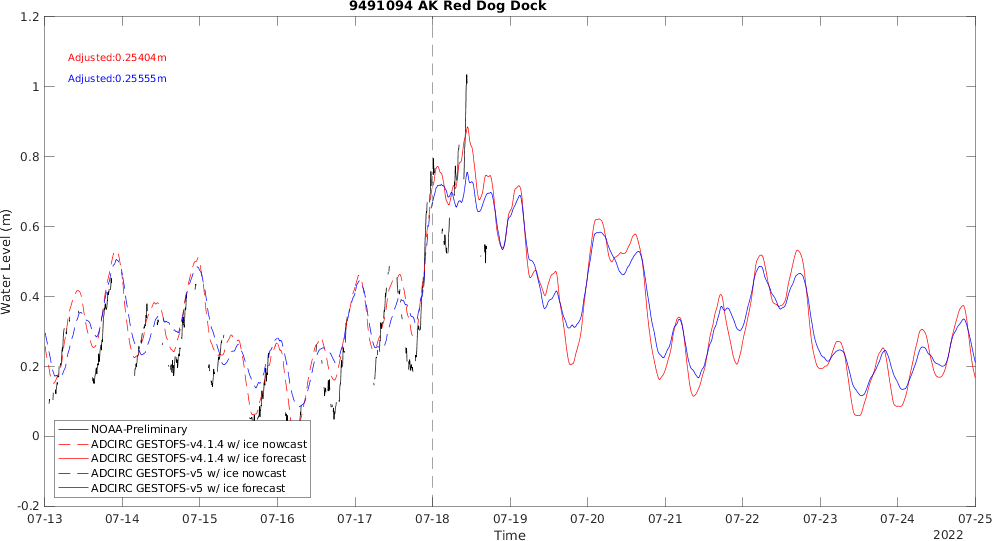 9491094 AK Red Dog Dock
Adjusted:0.25404m
Adjusted:0.25555m
Water Level (m)
1.2
1
0.8
0.6
0.4
0.2
0
-0.2
NOAA-Preliminary
ADCIRC GESTOFS-v4.1.4 w/ ice nowcast
ADCIRC GESTOFS-v4.1.4 w/ ice forecast
ADCIRC GESTOFS-v5 w/ ice nowcast
ADCIRC GESTOFS-v5 w/ ice forecast
07-13 07-14 07-15 07-16 07-17 07-18 07-19 07-20 07-21 07-22 07-23 07-24 07-25
Time
2022